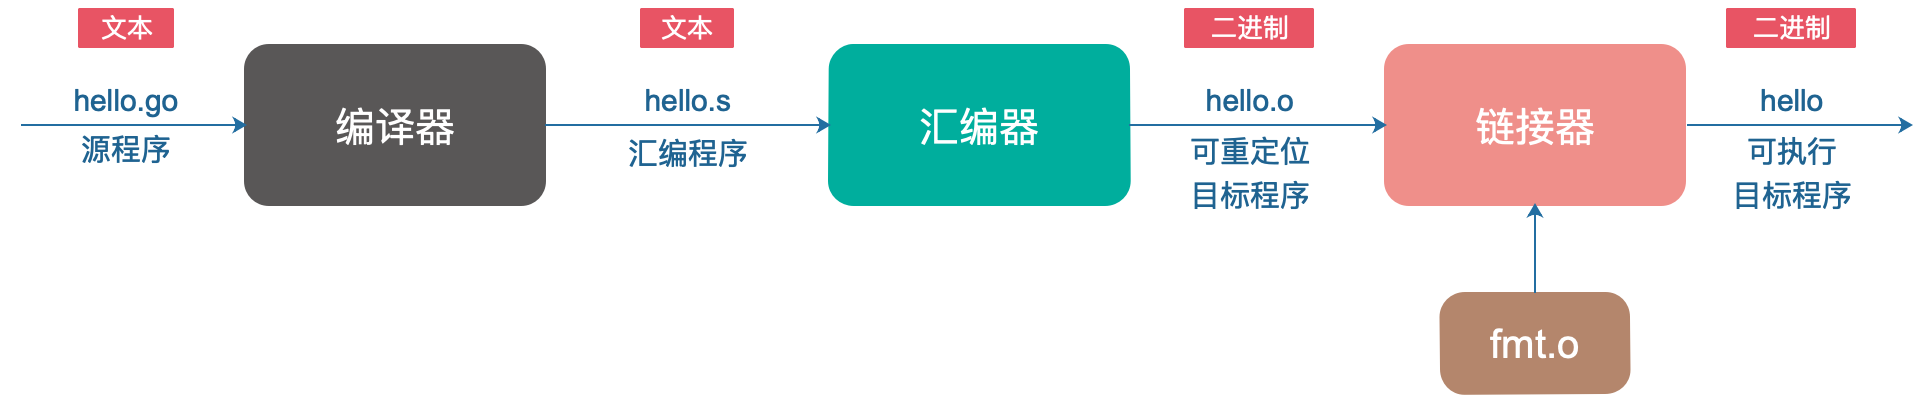 文本
hello.go
源程序
编译器
文本
hello.s
汇编程序
汇编器
二进制
hello.o
可重定位
目标程序
链接器
fmt.o
二进制
hello
可执行
目标程序